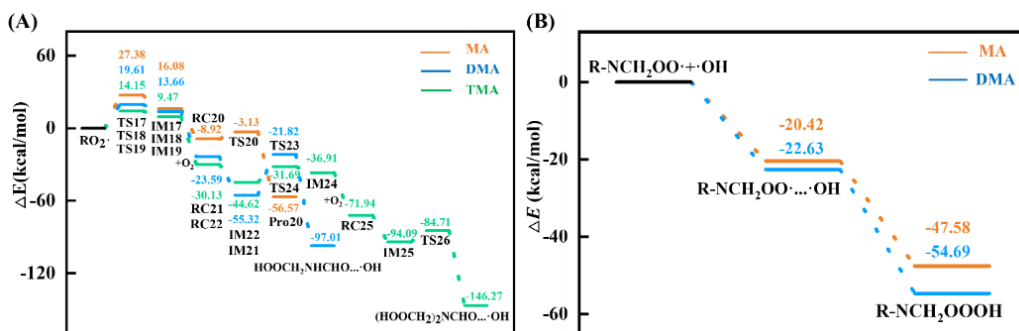 (A)
△E(kcal/mol)
60
0
-60
-120
MA
DMA
TMA
RO2·
27.38
19.61
14.15
TS17
TS18
TS19
16.08
13.66
9.47
IM17
IM18
IM19
+O2
RC20
-8.92
-23.59
-30.13
RC21
RC22
-3.13
TS20
-44.62
-55.32
IM22
IM21
-21.82
TS23
-31.69
TS24
-56.57
Pro20
-36.91
IM24
-97.01
HOOCH2NHCHO...·OH
+O2
-71.94
RC25
-94.09
IM25
-84.71
TS26
-146.27
(HOOCH2)2NCHO...·OH
(B)
△E (kcal/mol)
0
-20
-40
-60
MA
DMA
R-NCH2OO·+·OH
-20.42
-22.63
R-NCH2OO·...·OH
-47.58
-54.69
R-NCH2OOOH